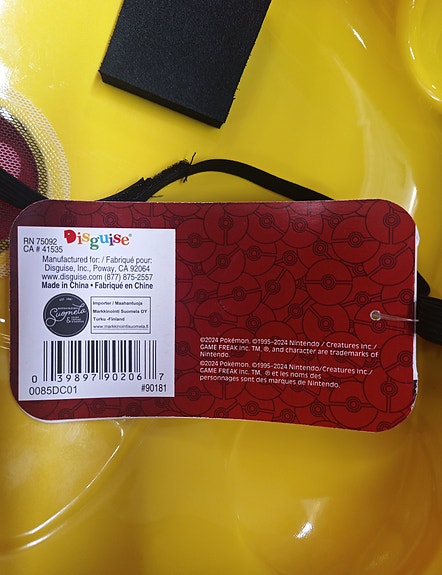 RN 75092
CA # 41535
Disguise®
Manufactured for: / Fabriqué pour:
Disguise, Inc., Poway, CA 92064
www.disguise.com (877) 875-2557
Made in China • Fabriqué en Chine
Suomela
Importer / Maahantuoja
Markkinointi Suomela OY
Turku -Finland
www.markkinointisuomela.fi
0 39897 90206 7
0085DC01 #90181
©2024 Pokémon. ©1995–2024 Nintendo / Creatures Inc. /
GAME FREAK inc. TM, ®, and character are trademarks of
Nintendo.
©2024 Pokémon. ©1995–2024 Nintendo / Creatures Inc./
GAME FREAK inc. TM, ® et les noms des
personnages sont des marques de Nintendo.